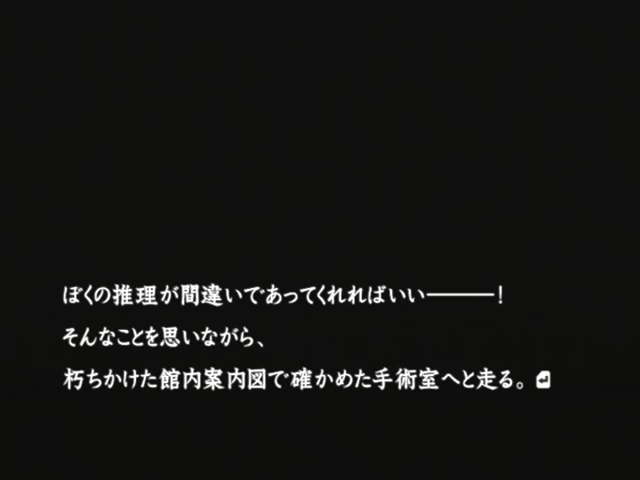 ぼくの推理が間違いであってくれればいい―――！
そんなことを思いながら、
朽ちかけた館内案内図で確かめた手術室へと走る。